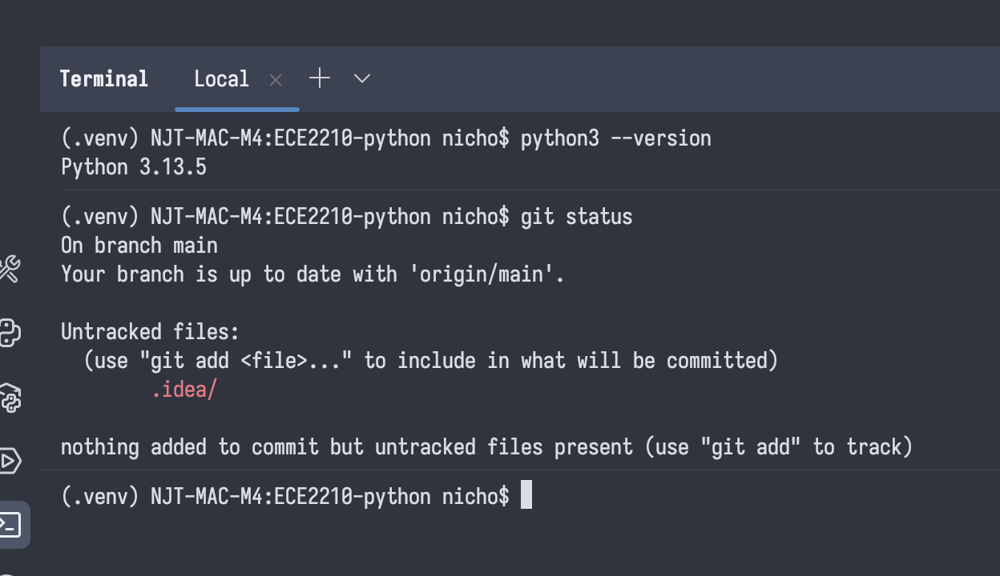 Terminal Local
(.venv) NJT-MAC-M4:ECE2210-python nicho$ python3 --version
Python 3.13.5
(.venv) NJT-MAC-M4:ECE2210-python nicho$ git status
On branch main
Your branch is up to date with 'origin/main'.
Untracked files:
  (use "git add <file>..." to include in what will be committed)
        .idea/
nothing added to commit but untracked files present (use "git add" to track)
(.venv) NJT-MAC-M4:ECE2210-python nicho$